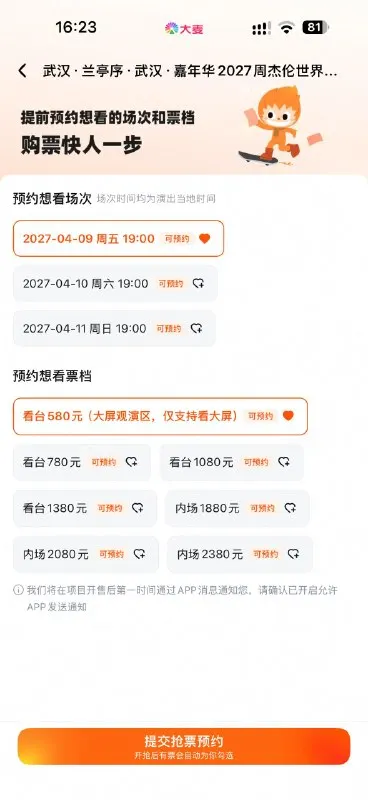 16:23
大麦
81
武汉·兰亭序·武汉·嘉年华2027周杰伦世界...
提前预约想看的场次和票档
购票快人一步
预约想看场次 场次时间均为演出当地时间
2027-04-09 周五 19:00 可预约
2027-04-10 周六 19:00 可预约
2027-04-11 周日 19:00 可预约
预约想看票档
看台580元（大屏观演区，仅支持看大屏） 可预约
看台780元 可预约 看台1080元 可预约
看台1380元 可预约 内场1880元 可预约
内场2080元 可预约 内场2380元 可预约
我们将在项目开售后第一时间通过APP消息通知您，请确认已开启允许
APP发送通知
提交抢票预约
开抢后有票会自动为你勾选